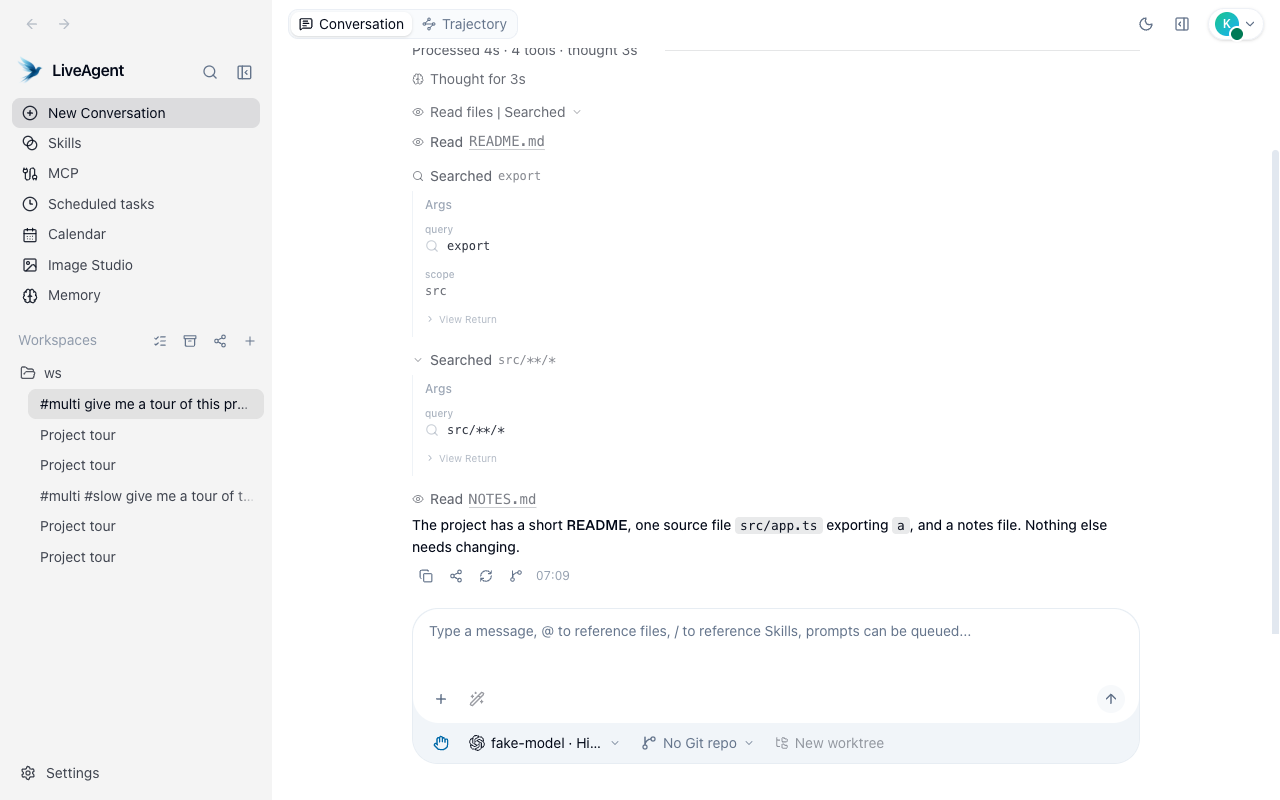 Conversation
Trajectory
K
LiveAgent
New Conversation
Skills
MCP
Scheduled tasks
Calendar
Image Studio
Memory
Workspaces
ws
#multi give me a tour of this pr...
Project tour
Project tour
#multi #slow give me a tour of t...
Project tour
Project tour
Settings
Processed 4s · 4 tools · thought 3s
Thought for 3s
Read files | Searched
Read README.md
Searched export
Args
query
export
scope
src
View Return
Searched src/**/*
Args
query
src/**/*
View Return
Read NOTES.md
The project has a short README, one source file src/app.ts exporting a, and a notes file. Nothing else
needs changing.
07:09
Type a message, @ to reference files, / to reference Skills, prompts can be queued...
fake-model · Hi...
No Git repo
New worktree